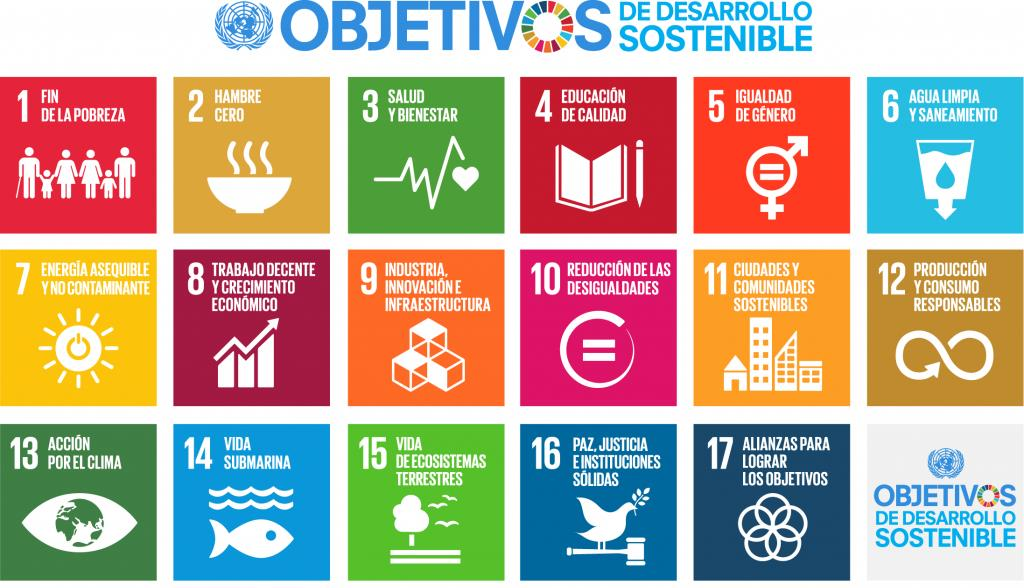 OBJETIVOS
DE DESARROLLO
SOSTENIBLE
1 FIN
DE LA POBREZA
2 HAMBRE
CERO
3 SALUD
Y BIENESTAR
4 EDUCACIÓN
DE CALIDAD
5 IGUALDAD
DE GÉNERO
6 AGUA LIMPIA
Y SANEAMIENTO
7 ENERGÍA ASEQUIBLE
Y NO CONTAMINANTE
8 TRABAJO DECENTE
Y CRECIMIENTO
ECONÓMICO
9 INDUSTRIA,
INNOVACIÓN E
INFRAESTRUCTURA
10 REDUCCIÓN DE LAS
DESIGUALDADES
11 CIUDADES Y
COMUNIDADES
SOSTENIBLES
12 PRODUCCIÓN
Y CONSUMO
RESPONSABLES
13 ACCIÓN
POR EL CLIMA
14 VIDA
SUBMARINA
15 VIDA
DE ECOSISTEMAS
TERRESTRES
16 PAZ, JUSTICIA
E INSTITUCIONES
SÓLIDAS
17 ALIANZAS PARA
LOGRAR
LOS OBJETIVOS
OBJETIVOS
DE DESARROLLO
SOSTENIBLE